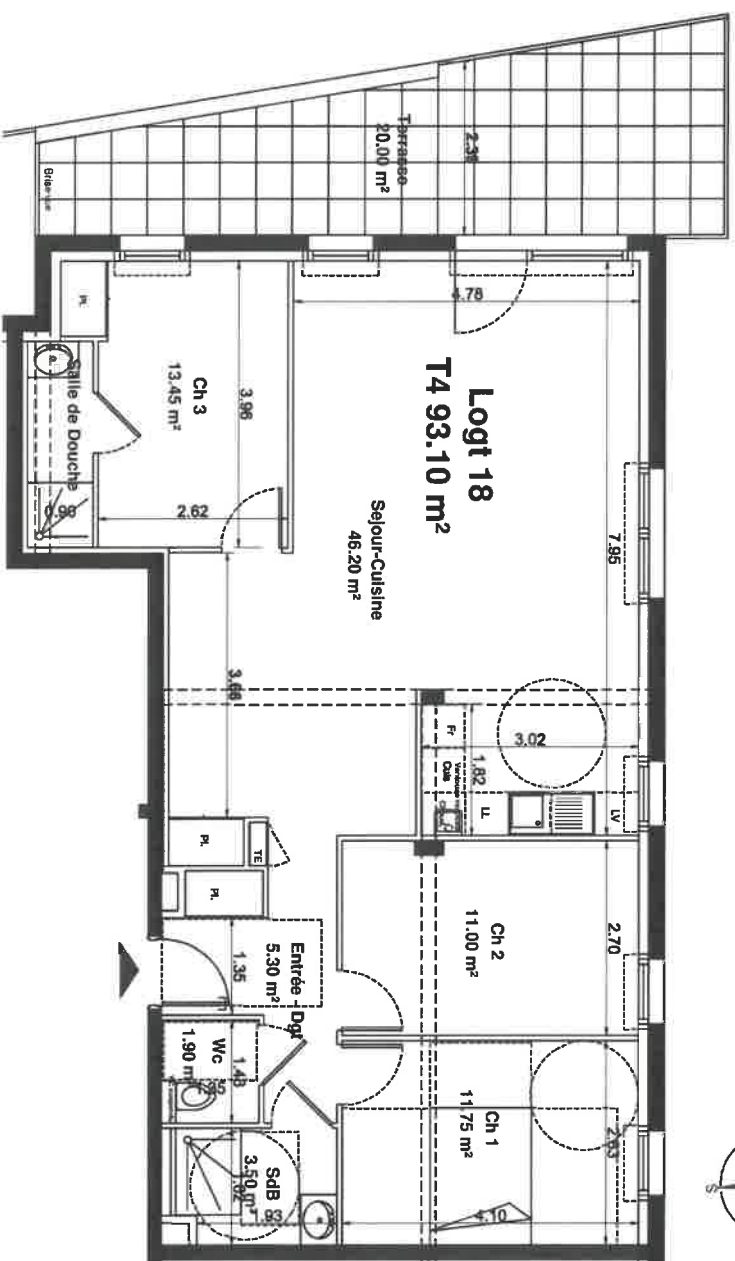 Logt 18
T4 93.10 m²
Terrasse
20.00 m²
2.39
4.78
Sejour-Cuisine
46.20 m²
7.95
Ch 3
13.45 m²
3.96
2.62
Pl.
Salle de Douche
0.90
3.66
3.02
1.82
Fr
Cuis
LL
LV
Pl.
TE
Pl.
Ch 2
11.00 m²
2.70
Entrée - Dgt
5.30 m²
1.35
Wc
1.90 m²
1.48
Ch 1
11.75 m²
4.10
SdB
3.50 m²
1.93
S